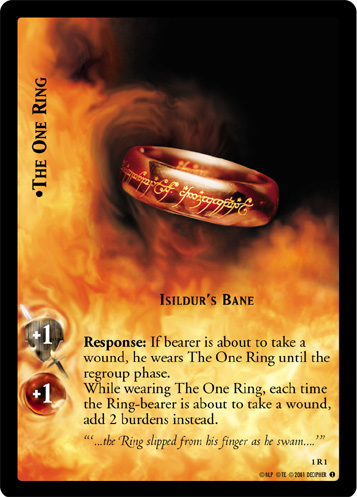 •The One Ring
Isildur's Bane
+1
+1
Response: If bearer is about to take a
wound, he wears The One Ring until the
regroup phase.
While wearing The One Ring, each time
the Ring-bearer is about to take a wound,
add 2 burdens instead.
“‘...the Ring slipped from his finger as he swam....’”
1 R 1
©NLP ©TE ©2001 DECIPHER